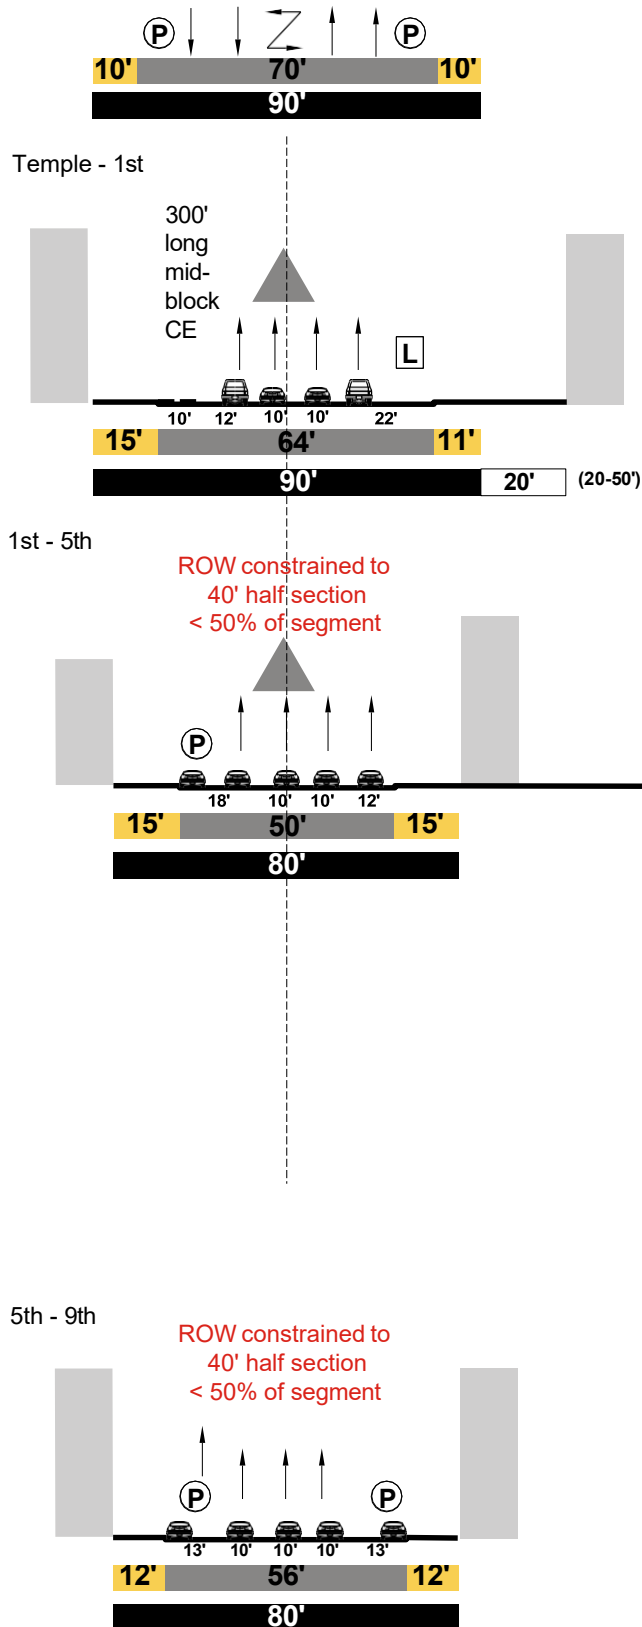 P P
10' 70' 10'
90'
Temple - 1st
300'
long
mid-
block
CE
L
10' 12' 10' 10' 22'
15' 64' 11'
90' 20' (20-50')
1st - 5th
ROW constrained to
40' half section
< 50% of segment
P
18' 10' 10' 12'
15' 50' 15'
80'
5th - 9th
ROW constrained to
40' half section
< 50% of segment
P P
13' 10' 10' 10' 13'
12' 56' 12'
80'